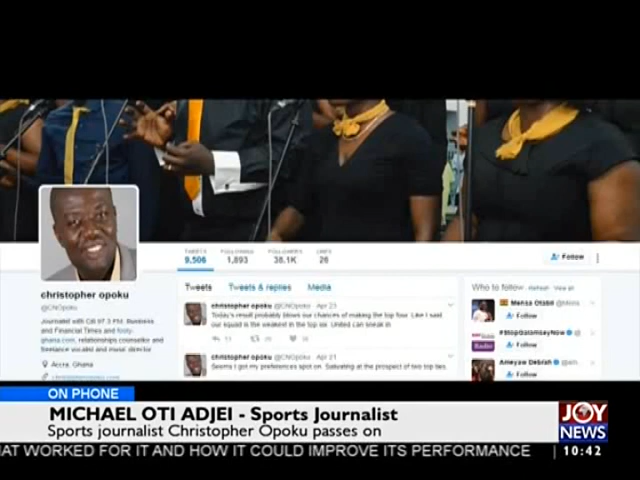 TWEETS FOLLOWING FOLLOWERS LIKES
9,506 1,893 38.1K 26
Follow
christopher opoku
@CNOpoku
Journalist with Citi 97.3 FM, Business
and Financial Times and footy-
ghana.com, relationships counselor and
freelance vocalist and music director
Accra, Ghana
christopheropoku.com
Tweets Tweets & replies Media
christopher opoku @CNOpoku · Apr 23
Today's result probably blows our chances of making the top four. Like I said
our squad is the weakest in the top six. United can sneak in
christopher opoku @CNOpoku · Apr 21
Seems I got my preferences spot on. Salivating at the prospect of two top ties
Who to follow · Refresh · View all
Mensa Otabil
Follow
#StopGalamseyNow
Follow
Ameyaw Debrah
Follow
ON PHONE
MICHAEL OTI ADJEI - Sports Journalist
Sports journalist Christopher Opoku passes on
JOY
NEWS
AT WORKED FOR IT AND HOW IT COULD IMPROVE ITS PERFORMANCE
10:42